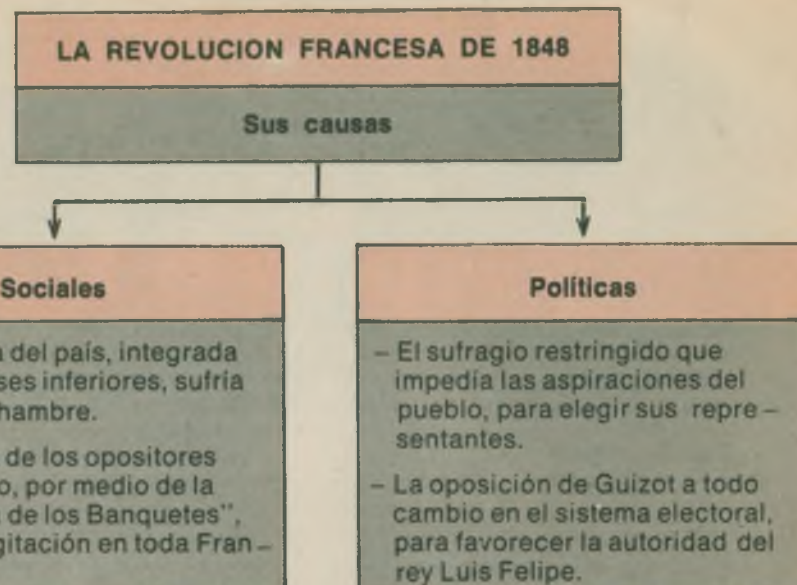 LA REVOLUCION FRANCESA DE 1848
Sus causas
Sociales
del país, integrada
ses inferiores, sufría
hambre.
de los opositores
o, por medio de la
de los Banquetes",
gitación en toda Fran –
Políticas
– El sufragio restringido que
impedía las aspiraciones del
pueblo, para elegir sus repre –
sentantes.
– La oposición de Guizot a todo
cambio en el sistema electoral,
para favorecer la autoridad del
rey Luis Felipe.